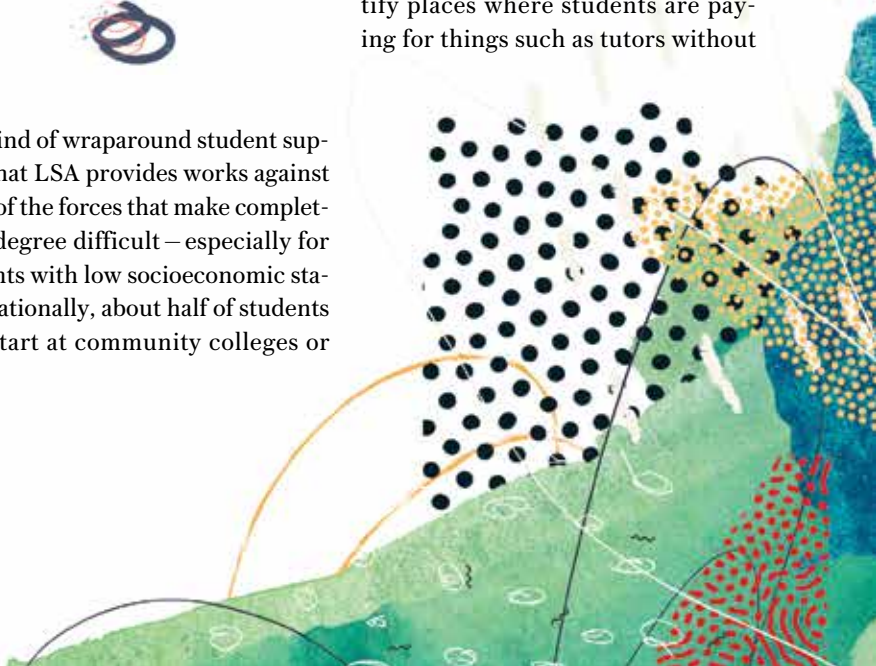 ind of wraparound student sup-
hat LSA provides works against
of the forces that make complet-
degree difficult – especially for
nts with low socioeconomic sta-
ationally, about half of students
tart at community colleges or
tify places where students are pay-
ing for things such as tutors without